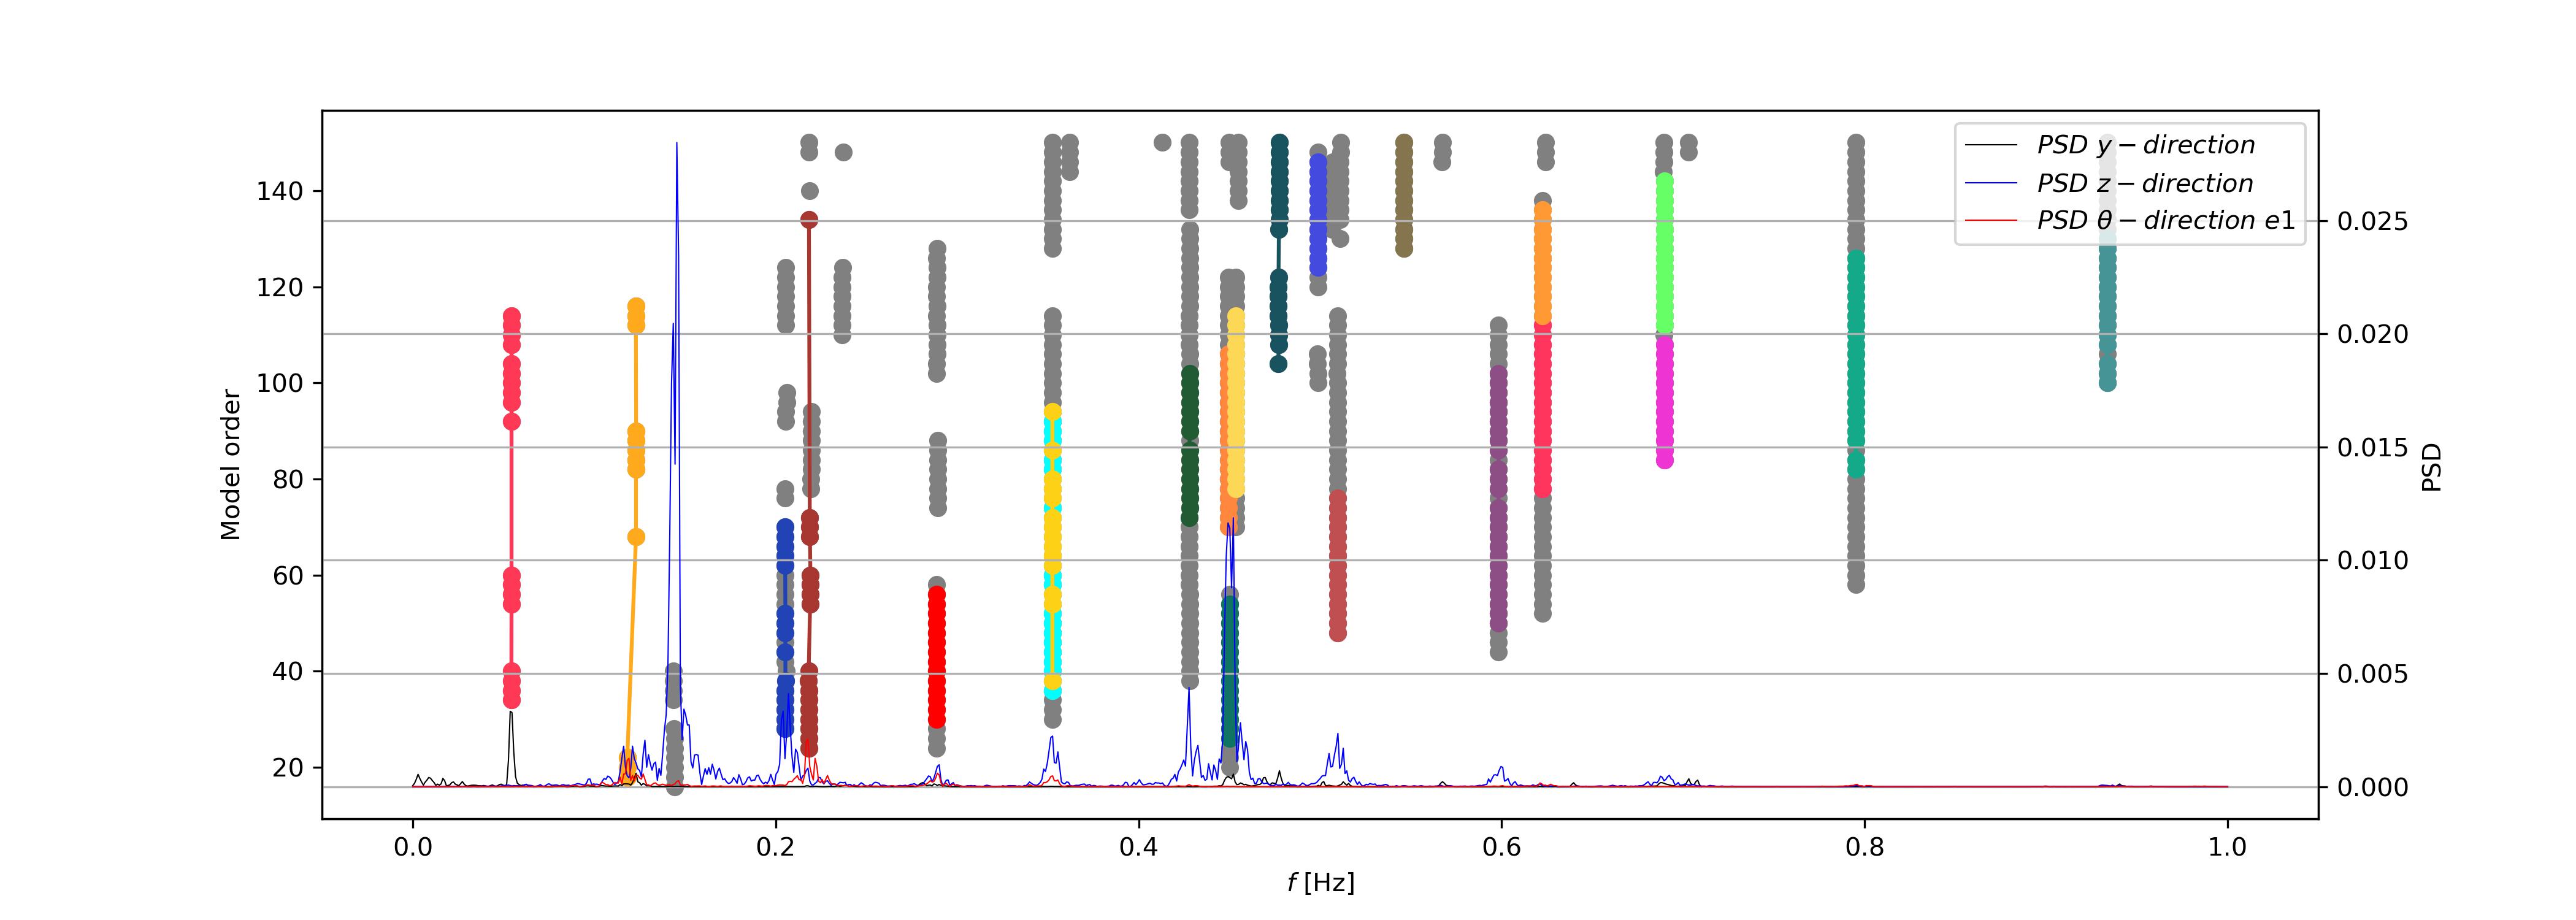 PSD y − direction
PSD z − direction
PSD θ − direction e1
140
120
100
80
60
40
20
Model order
0.025
0.020
0.015
0.010
0.005
0.000
PSD
0.0 0.2 0.4 0.6 0.8 1.0
f [Hz]